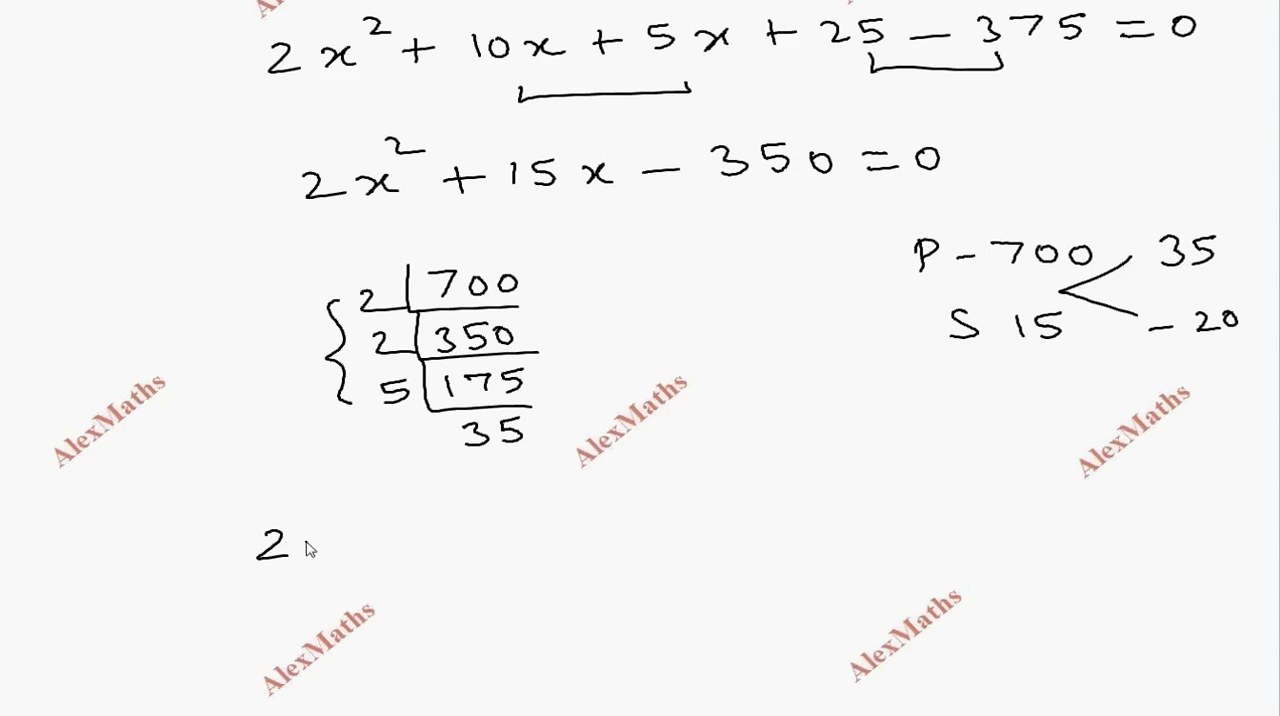 2x² + 10x + 5x + 25 - 375 = 0
2x² + 15x - 350 = 0
P - 700 35
S 15 - 20
2 700
2 350
5 175
35
AlexMaths
AlexMaths
AlexMaths
2
AlexMaths
AlexMaths